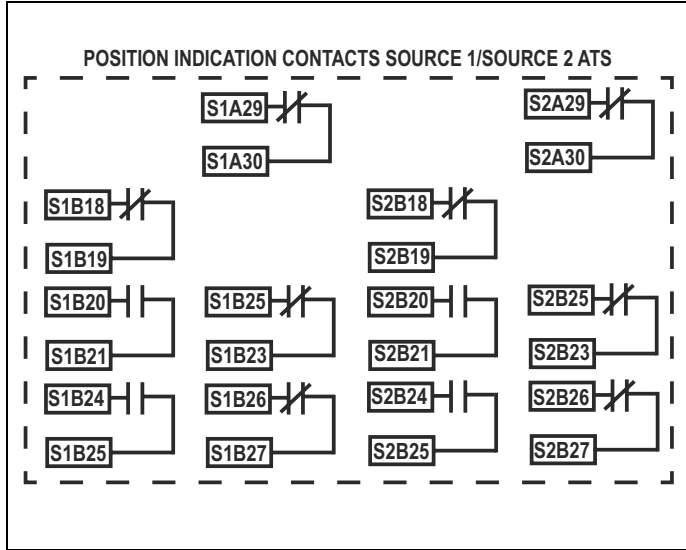 POSITION INDICATION CONTACTS SOURCE 1/SOURCE 2 ATS
S1A29 S2A29
S1A30 S2A30
S1B18 S2B18
S1B19 S2B19
S1B20 S1B25 S2B20 S2B25
S1B21 S1B23 S2B21 S2B23
S1B24 S1B26 S2B24 S2B26
S1B25 S1B27 S2B25 S2B27